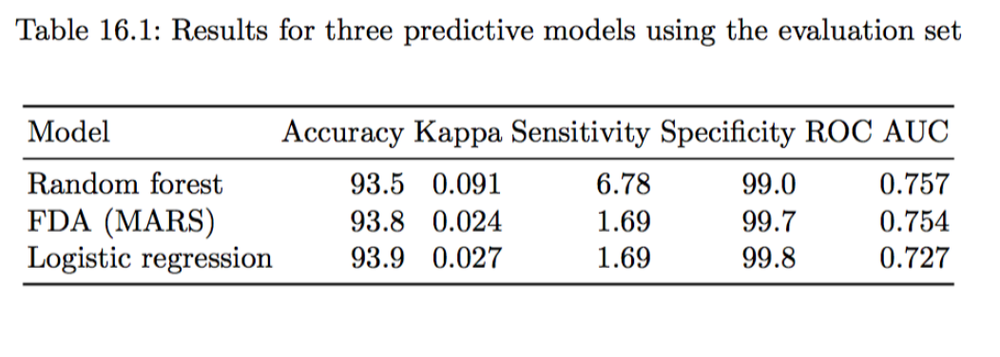 Table 16.1: Results for three predictive models using the evaluation set
Model Accuracy Kappa Sensitivity Specificity ROC AUC
Random forest 93.5 0.091 6.78 99.0 0.757
FDA (MARS) 93.8 0.024 1.69 99.7 0.754
Logistic regression 93.9 0.027 1.69 99.8 0.727